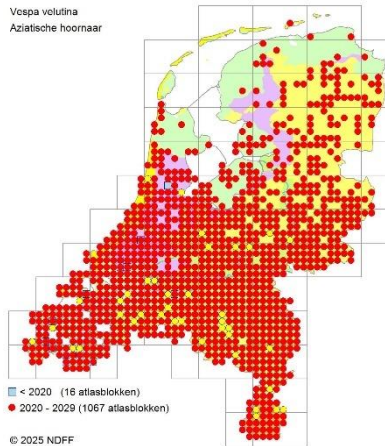 Vespa velutina
Aziatische hoornaar
< 2020 (16 atlasblokken)
2020 - 2029 (1067 atlasblokken)
© 2025 NDFF